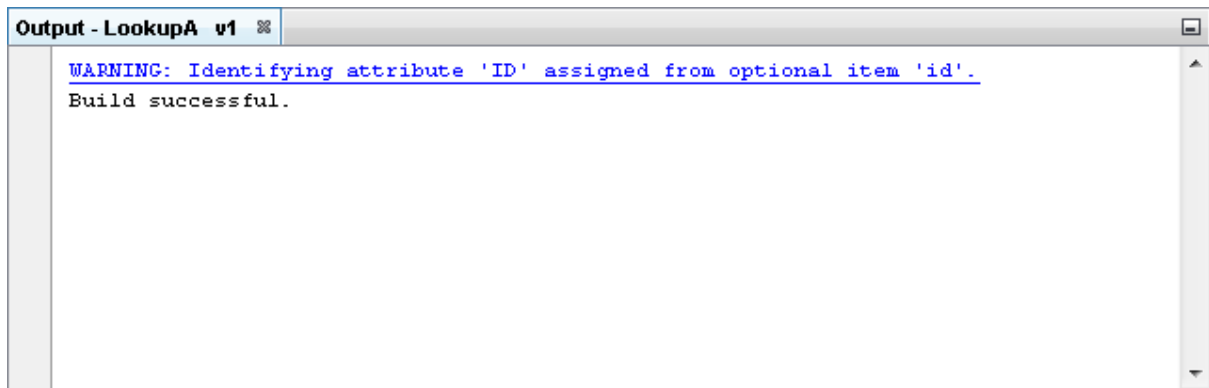 Output - LookupA v1
WARNING: Identifying attribute 'ID' assigned from optional item 'id'.
Build successful.